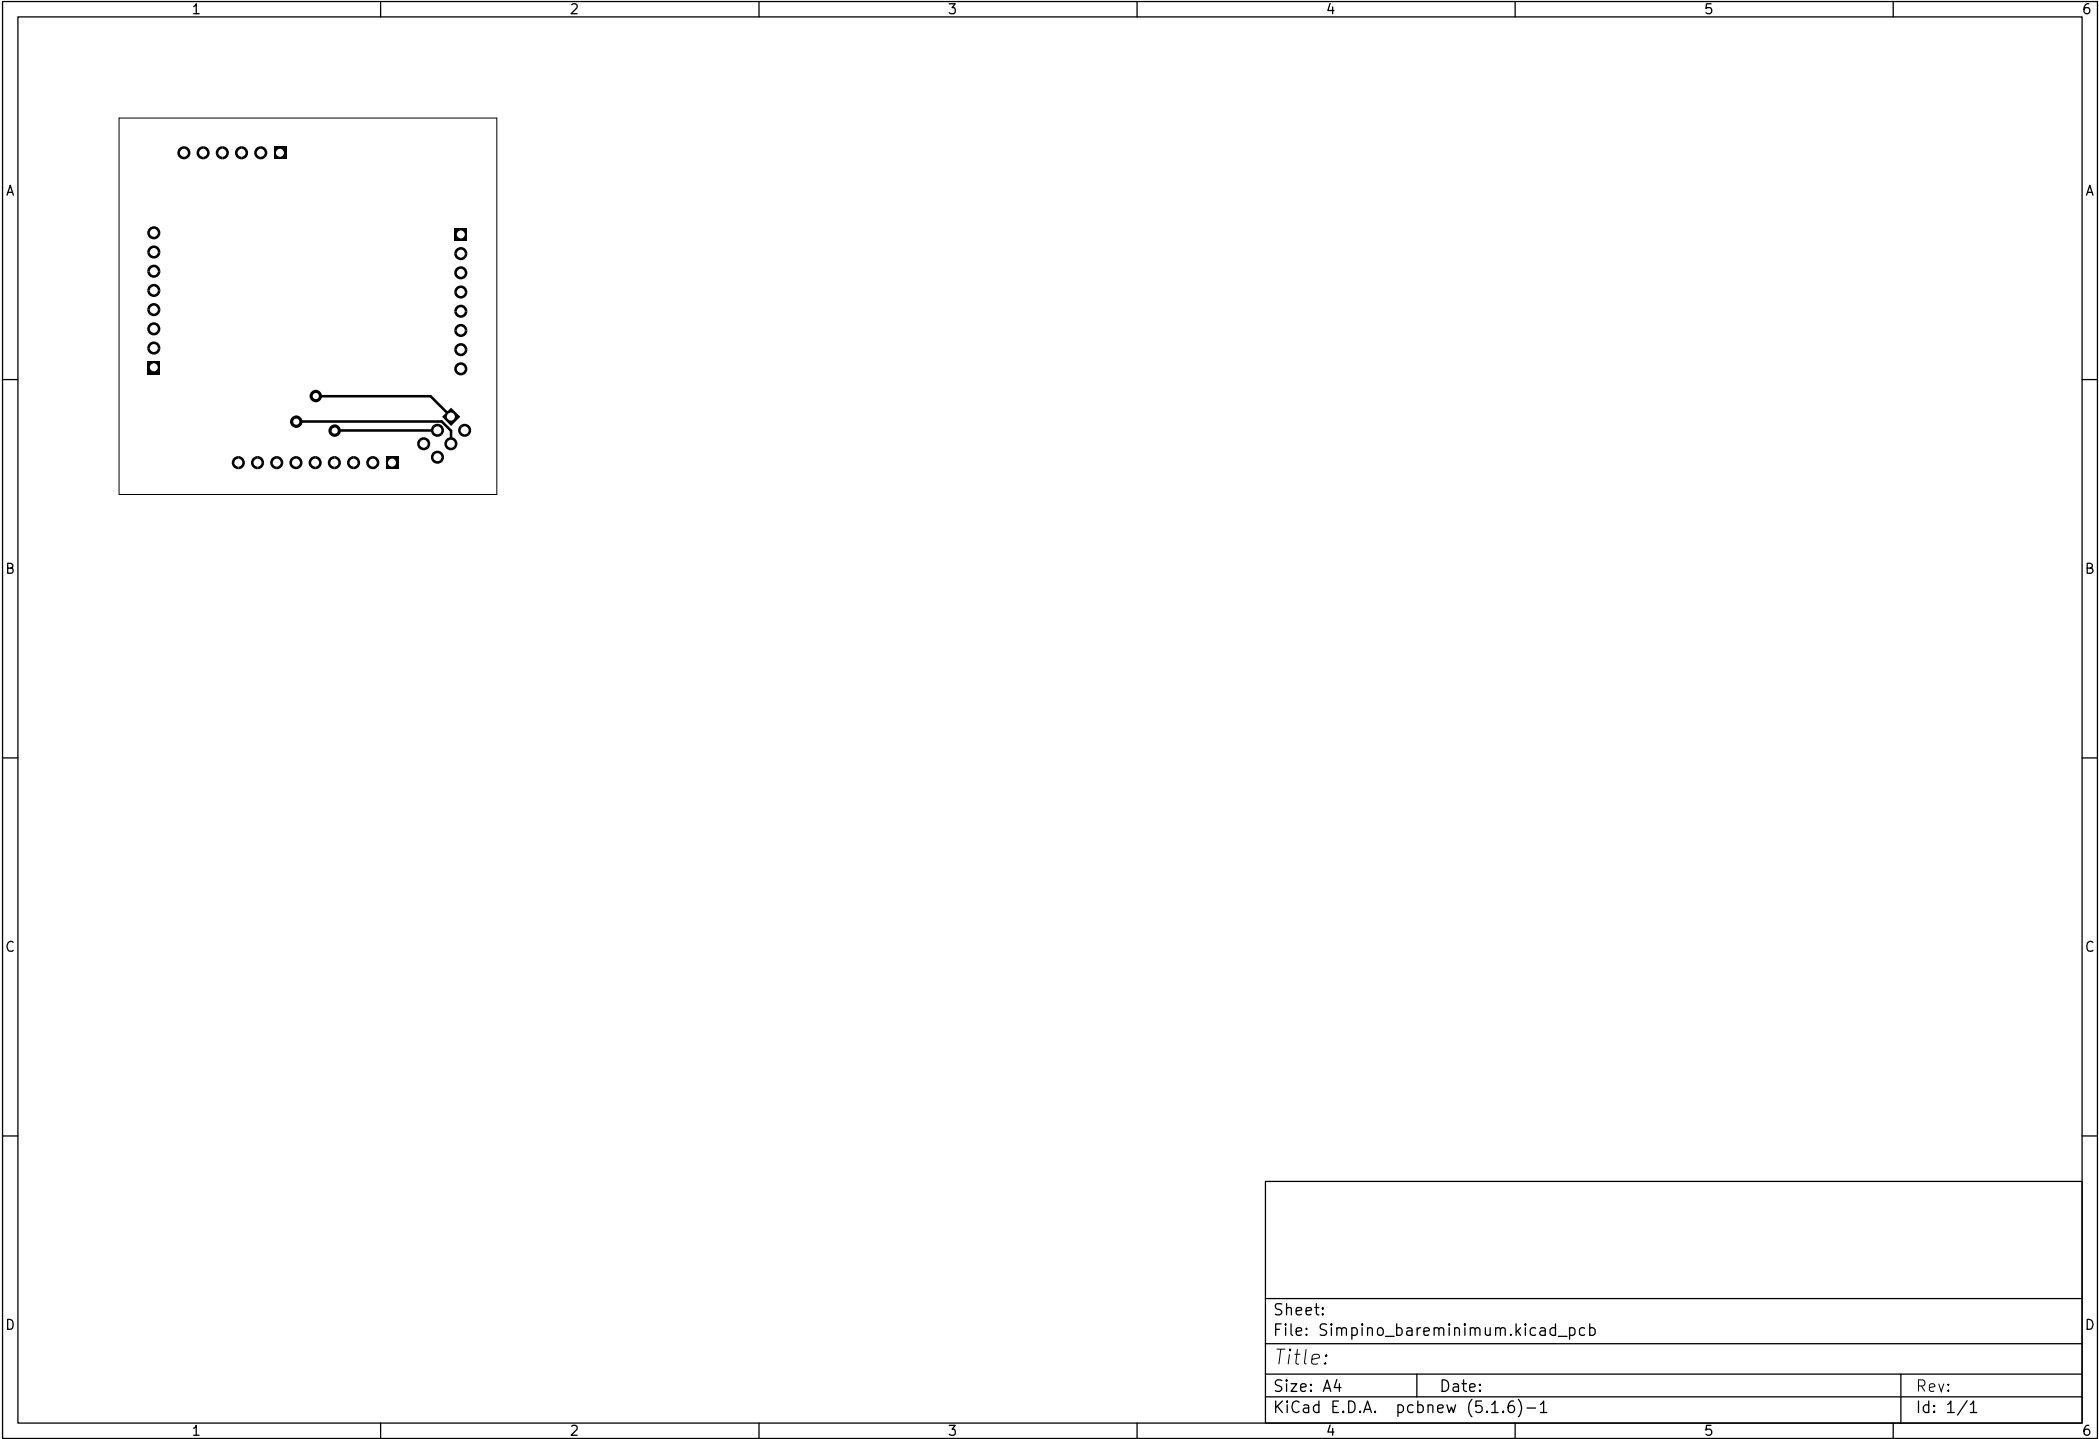 1 2 3 4 5 6
A A
B B
C C
Sheet:
File: Simpino_bareminimum.kicad_pcb
D D
Title:
Size: A4 Date: Rev:
KiCad E.D.A. pcbnew (5.1.6)-1 Id: 1/1
1 2 3 4 5 6